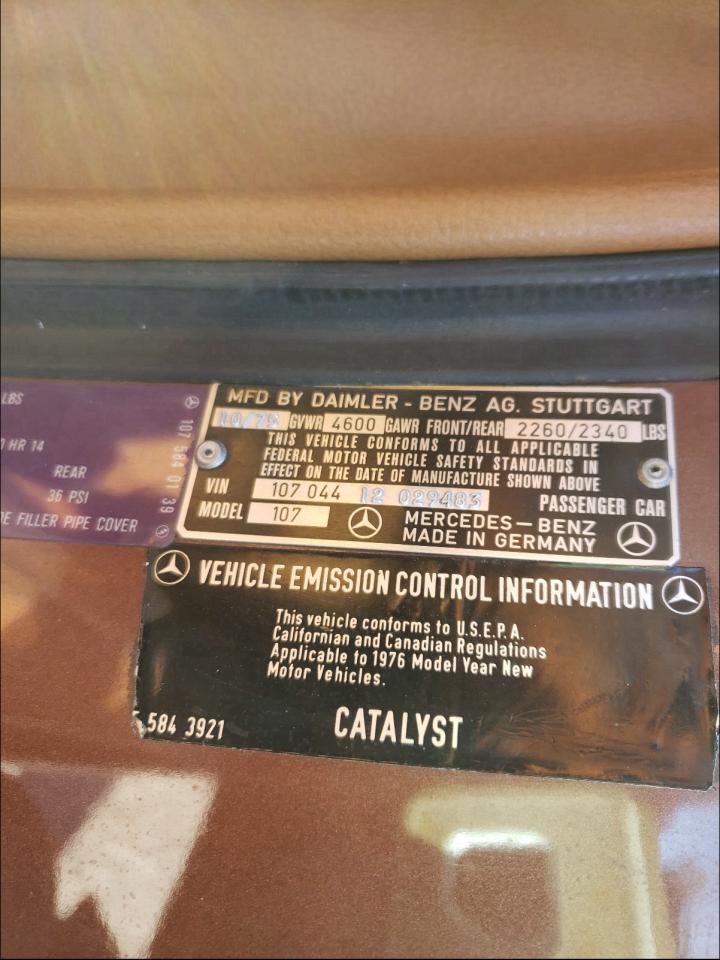 LBS
HR 14
REAR
36 PSI
FILLER PIPE COVER
107 584 01 39
MFD BY DAIMLER - BENZ AG. STUTTGART
10/75 GVWR 4600 GAWR FRONT/REAR 2260/2340 LBS
THIS VEHICLE CONFORMS TO ALL APPLICABLE
FEDERAL MOTOR VEHICLE SAFETY STANDARDS IN
EFFECT ON THE DATE OF MANUFACTURE SHOWN ABOVE
VIN 107 044 12 029483 PASSENGER CAR
MODEL 107 MERCEDES-BENZ
MADE IN GERMANY
VEHICLE EMISSION CONTROL INFORMATION
This vehicle conforms to U.S.E.P.A.
Californian and Canadian Regulations
Applicable to 1976 Model Year New
Motor Vehicles.
584 3921 CATALYST